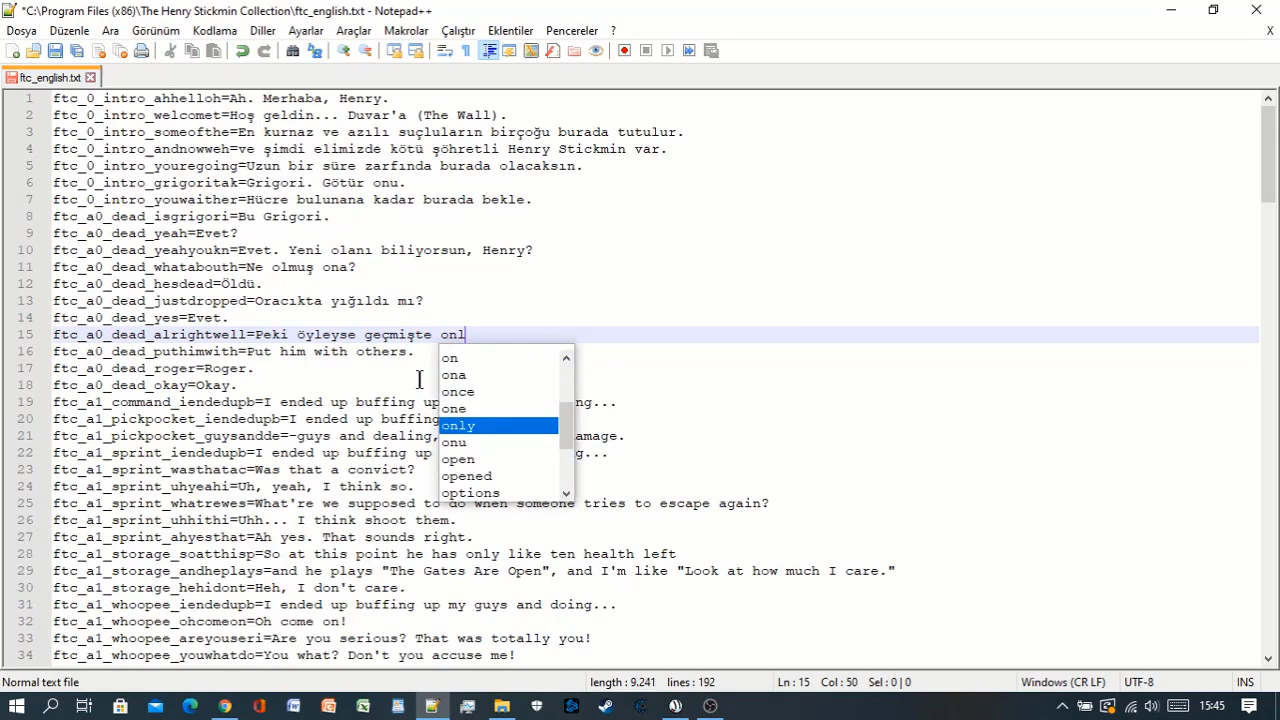 *C:\Program Files (x86)\The Henry Stickmin Collection\ftc_english.txt - Notepad++
Dosya Düzenle Ara Görünüm Kodlama Diller Ayarlar Araçlar Makrolar Çalıştır Eklentiler Pencereler ? X
ftc_english.txt
1 ftc_0_intro_ahhelloh=Ah. Merhaba, Henry.
2 ftc_0_intro_welcomet=Hoş geldin... Duvar'a (The Wall).
3 ftc_0_intro_someofthe=En kurnaz ve azılı suçluların birçoğu burada tutulur.
4 ftc_0_intro_andnowweh=ve şimdi elimizde kötü şöhretli Henry Stickmin var.
5 ftc_0_intro_youregoing=Uzun bir süre zarfında burada olacaksın.
6 ftc_0_intro_grigoritak=Grigori. Götür onu.
7 ftc_0_intro_youwaither=Hücre bulunana kadar burada bekle.
8 ftc_a0_dead_isgrigori=Bu Grigori.
9 ftc_a0_dead_yeah=Evet?
10 ftc_a0_dead_yeahyoukn=Evet. Yeni olanı biliyorsun, Henry?
11 ftc_a0_dead_whatabouth=Ne olmuş ona?
12 ftc_a0_dead_hesdead=Öldü.
13 ftc_a0_dead_justdropped=Oracıkta yığıldı mı?
14 ftc_a0_dead_yes=Evet.
15 ftc_a0_dead_alrightwell=Peki öyleyse geçmişte onl
16 ftc_a0_dead_puthimwith=Put him with others.
17 ftc_a0_dead_roger=Roger.
18 ftc_a0_dead_okay=Okay.
19 ftc_a1_command_iendedupb=I ended up buffing up ng...
20 ftc_a1_pickpocket_iendedupb=I ended up buffing
21 ftc_a1_pickpocket_guysandde=-guys and dealing, amage.
22 ftc_a1_sprint_iendedupb=I ended up buffing up g...
23 ftc_a1_sprint_wasthatac=Was that a convict?
24 ftc_a1_sprint_uhyeahi=Uh, yeah, I think so.
25 ftc_a1_sprint_whatrewes=What're we supposed to do when someone tries to escape again?
26 ftc_a1_sprint_uhhithi=Uhh... I think shoot them.
27 ftc_a1_sprint_ahyesthat=Ah yes. That sounds right.
28 ftc_a1_storage_soatthisp=So at this point he has only like ten health left
29 ftc_a1_storage_andheplays=and he plays "The Gates Are Open", and I'm like "Look at how much I care."
30 ftc_a1_storage_hehidont=Heh, I don't care.
31 ftc_a1_whoopee_iendedupb=I ended up buffing up my guys and doing...
32 ftc_a1_whoopee_ohcomeon=Oh come on!
33 ftc_a1_whoopee_areyouseri=Are you serious? That was totally you!
34 ftc_a1_whoopee_youwhatdo=You what? Don't you accuse me!
on
ona
once
one
only
onu
open
opened
options
Normal text file length : 9.241 lines : 192 Ln : 15 Col : 50 Sel : 0 | 0 Windows (CR LF) UTF-8 INS
15:45